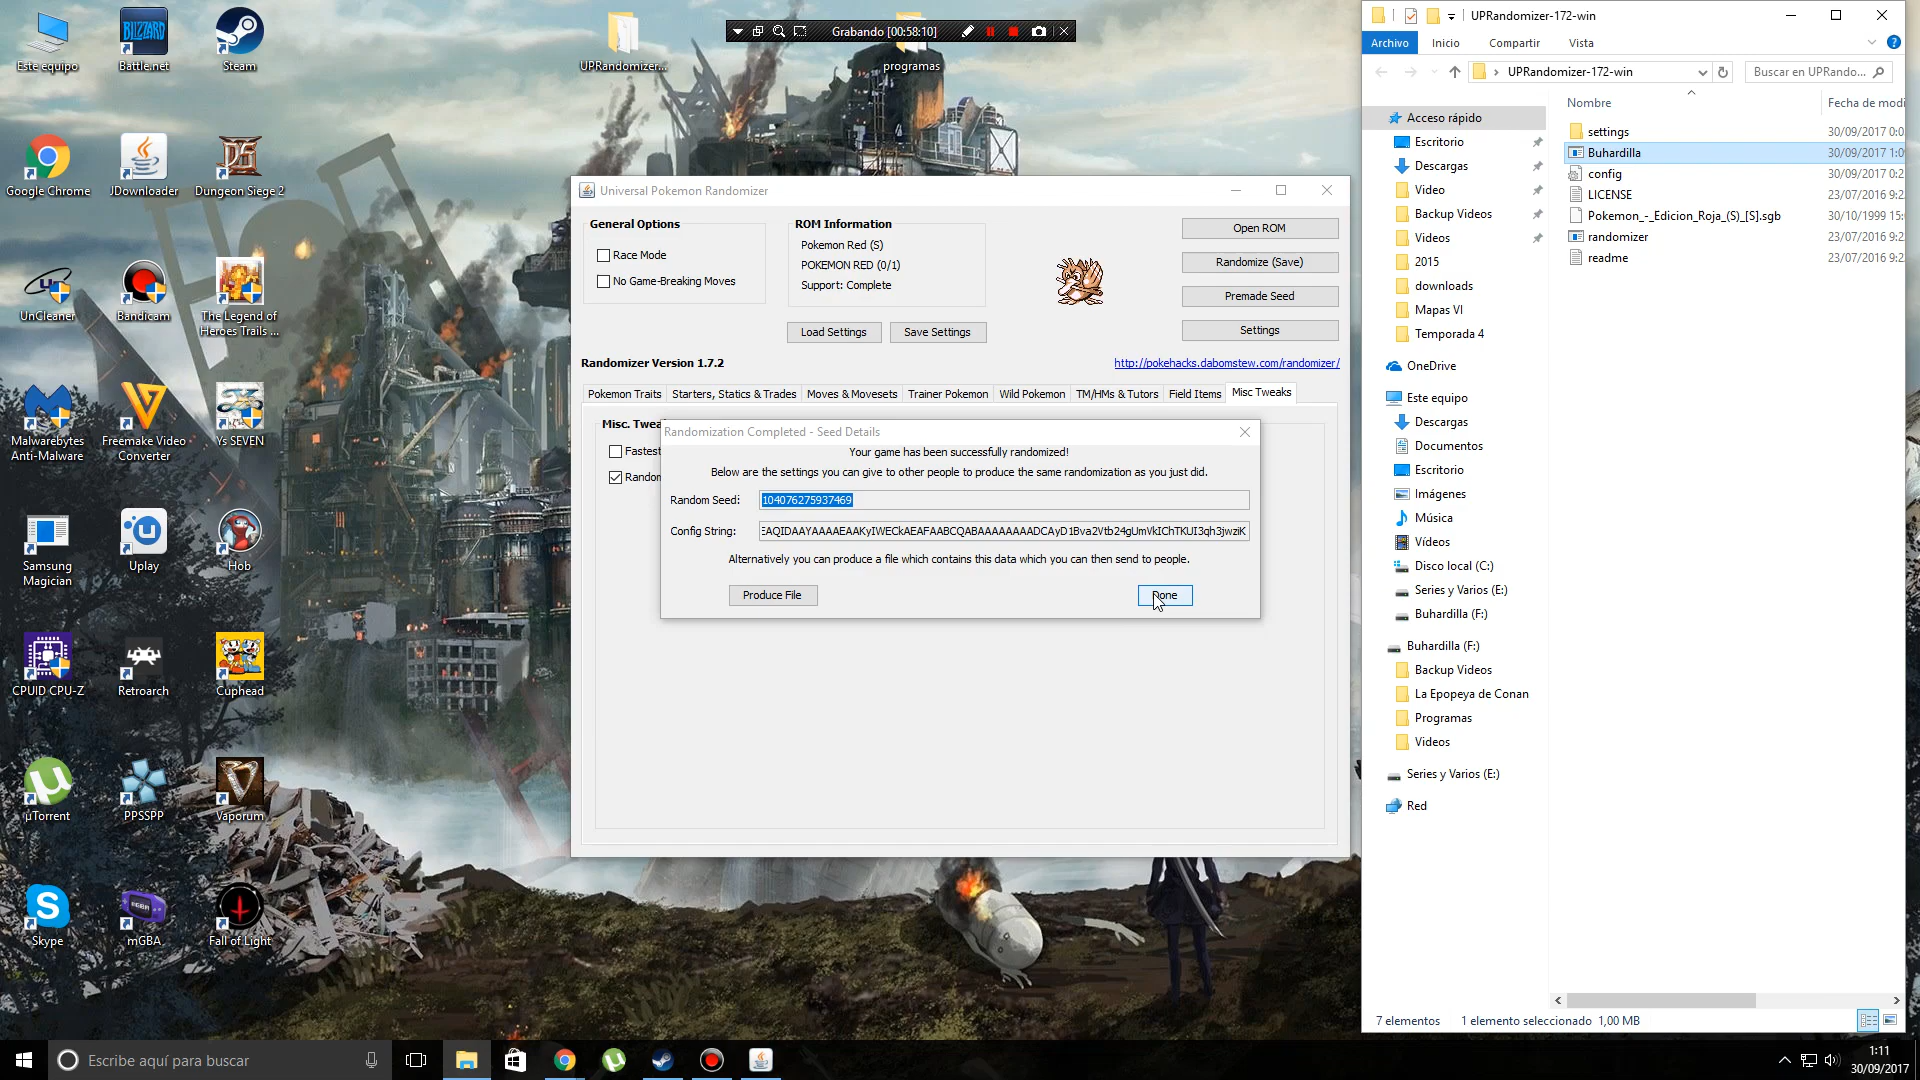 Este equipo
Battle.net
Steam
UPRandomizer...
programas
Grabando [00:58:10]
Google Chrome
JDownloader
Dungeon Siege 2
UnCleaner
Bandicam
The Legend of
Heroes Trails ...
Malwarebytes
Anti-Malware
Freemake Video
Converter
Ys SEVEN
Samsung
Magician
Uplay
Hob
CPUID CPU-Z
Retroarch
Cuphead
µTorrent
PPSSPP
Vaporum
Skype
mGBA
Fall of Light
Universal Pokemon Randomizer
General Options
Race Mode
No Game-Breaking Moves
ROM Information
Pokemon Red (S)
POKEMON RED (0/1)
Support: Complete
Load Settings
Save Settings
Open ROM
Randomize (Save)
Premade Seed
Settings
Randomizer Version 1.7.2
http://pokehacks.dabomstew.com/randomizer/
Pokemon Traits
Starters, Statics & Trades
Moves & Movesets
Trainer Pokemon
Wild Pokemon
TM/HMs & Tutors
Field Items
Misc Tweaks
Misc. Twea
Fastest
Randon
Randomization Completed - Seed Details
Your game has been successfully randomized!
Below are the settings you can give to other people to produce the same randomization as you just did.
Random Seed: 104076275937469
Config String:
Alternatively you can produce a file which contains this data which you can then send to people.
Produce File
Done
UPRandomizer-172-win
Archivo
Inicio
Compartir
Vista
UPRandomizer-172-win
Buscar en UPRando...
Acceso rápido
Escritorio
Descargas
Video
Backup Videos
Videos
2015
downloads
Mapas VI
Temporada 4
OneDrive
Este equipo
Descargas
Documentos
Escritorio
Imágenes
Música
Vídeos
Disco local (C:)
Series y Varios (E:)
Buhardilla (F:)
Buhardilla (F:)
Backup Videos
La Epopeya de Conan
Programas
Videos
Series y Varios (E:)
Red
Nombre
Fecha de modi
settings 30/09/2017 0:0
Buhardilla 30/09/2017 1:0
config 30/09/2017 0:2
LICENSE 23/07/2016 9:2
Pokemon_-_Edicion_Roja_(S)_[S].sgb 30/10/1999 15:
randomizer 23/07/2016 9:2
readme 23/07/2016 9:2
7 elementos
1 elemento seleccionado 1,00 MB
Escribe aquí para buscar
1:11
30/09/2017